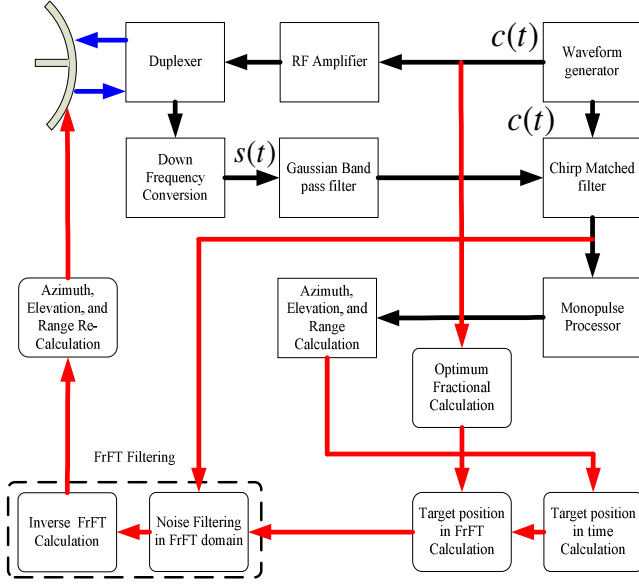 c(t)
Duplexer
RF Amplifier
Waveform
generator
c(t)
s(t)
Down
Frequency
Conversion
Gaussian Band
pass filter
Chirp Matched
filter
Azimuth,
Elevation, and
Range Re-
Calculation
Azimuth,
Elevation, and
Range
Calculation
Monopulse
Processor
Optimum
Fractional
Calculation
FrFT Filtering
Inverse FrFT
Calculation
Noise Filtering
in FrFT domain
Target position
in FrFT
Calculation
Target position
in time
Calculation